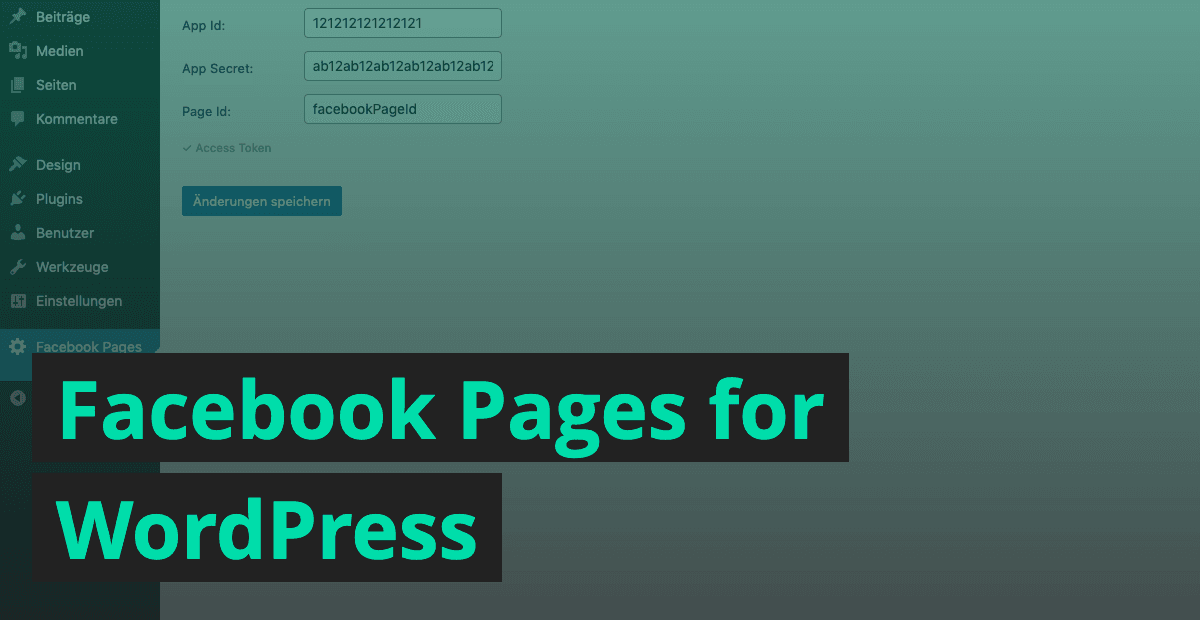 Beiträge
Medien
Seiten
Kommentare
Design
Plugins
Benutzer
Werkzeuge
Einstellungen
Facebook Pages
App Id: 121212121212121
App Secret: ab12ab12ab12ab12ab12ab12
Page Id: facebookPageId
✓ Access Token
Änderungen speichern
Facebook Pages for
WordPress